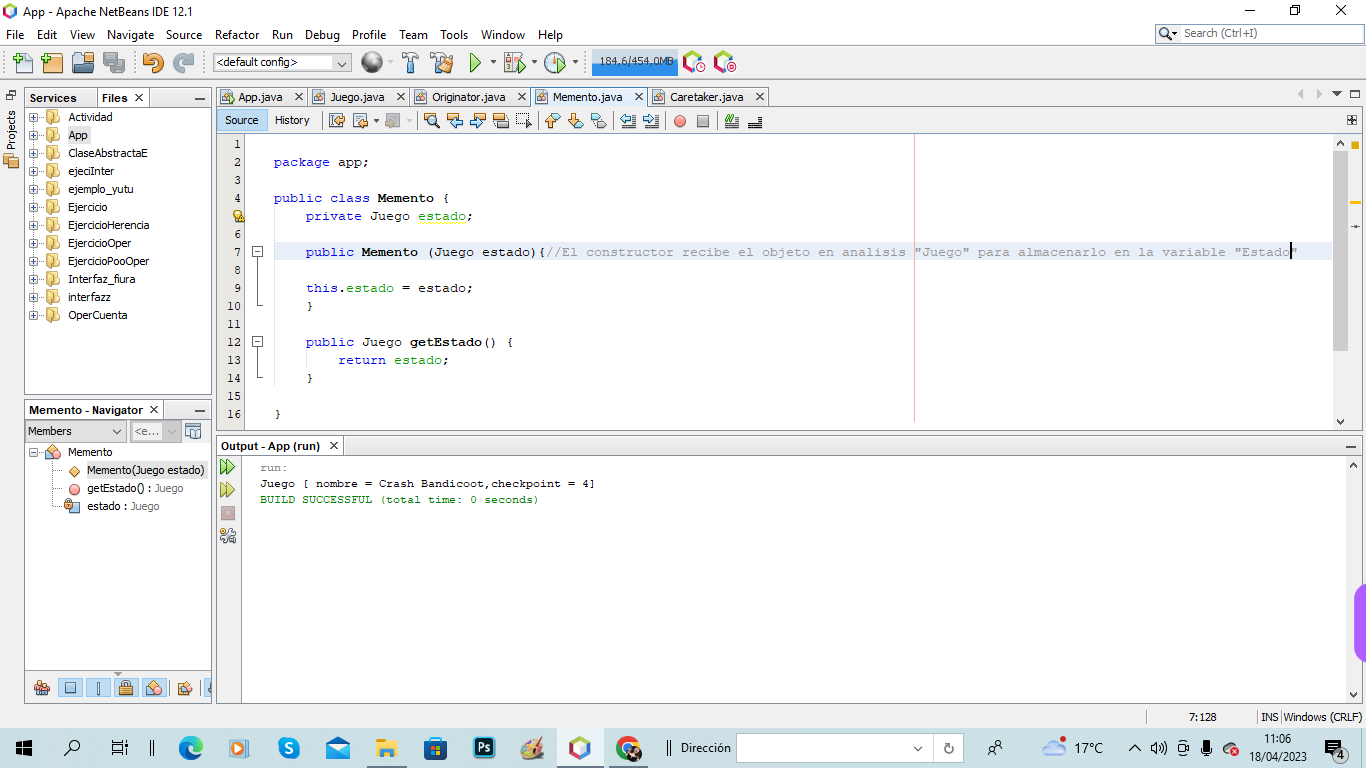 App - Apache NetBeans IDE 12.1
File Edit View Navigate Source Refactor Run Debug Profile Team Tools Window Help
Search (Ctrl+I)
<default config>
184,6/454,0MB
Projects
Services Files
Actividad
App
ClaseAbstractaE
ejeciInter
ejemplo_yutu
Ejercicio
EjercicioHerencia
EjercicioOper
EjercicioPooOper
Interfaz_fiura
interfazz
OperCuenta
Memento - Navigator
Members <e...
Memento
Memento(Juego estado)
getEstado() : Juego
estado : Juego
App.java Juego.java Originator.java Memento.java Caretaker.java
Source History
1
2 package app;
3
4 public class Memento {
private Juego estado;
6
7 public Memento (Juego estado){//El constructor recibe el objeto en analisis "Juego" para almacenarlo en la variable "Estado"
8
9 this.estado = estado;
10 }
11
12 public Juego getEstado() {
13 return estado;
14 }
15
16 }
Output - App (run)
run:
Juego [ nombre = Crash Bandicoot,checkpoint = 4]
BUILD SUCCESSFUL (total time: 0 seconds)
7:128 INS Windows (CRLF)
Dirección
17°C
11:06
18/04/2023
4